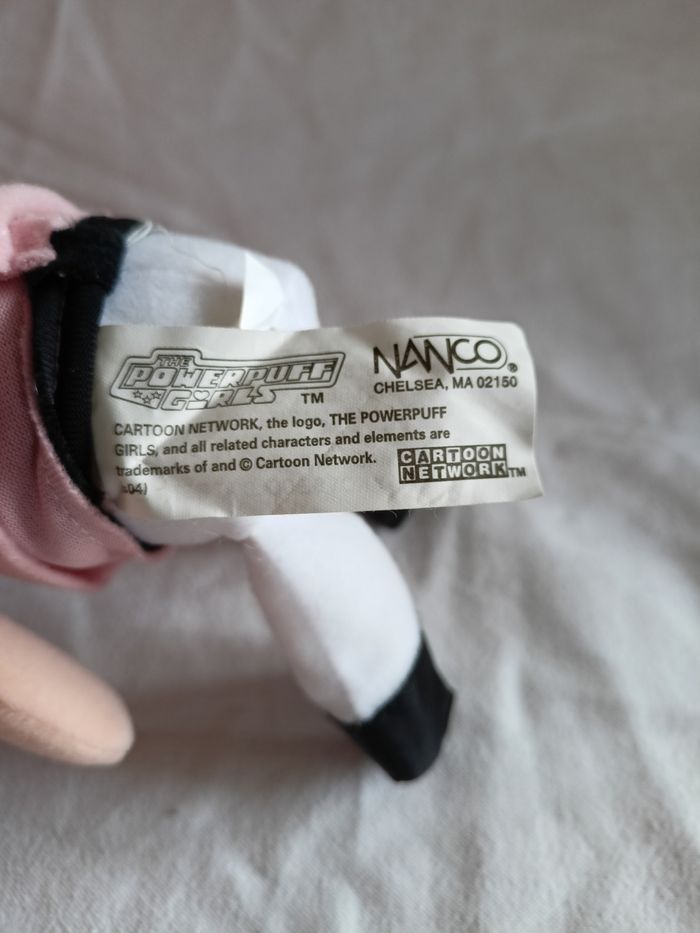 THE
POWERPUFF
GIRLS TM
NANCO®
CHELSEA, MA 02150
CARTOON NETWORK, the logo, THE POWERPUFF
GIRLS, and all related characters and elements are
trademarks of and © Cartoon Network.
04)
CARTOON
NETWORK TM